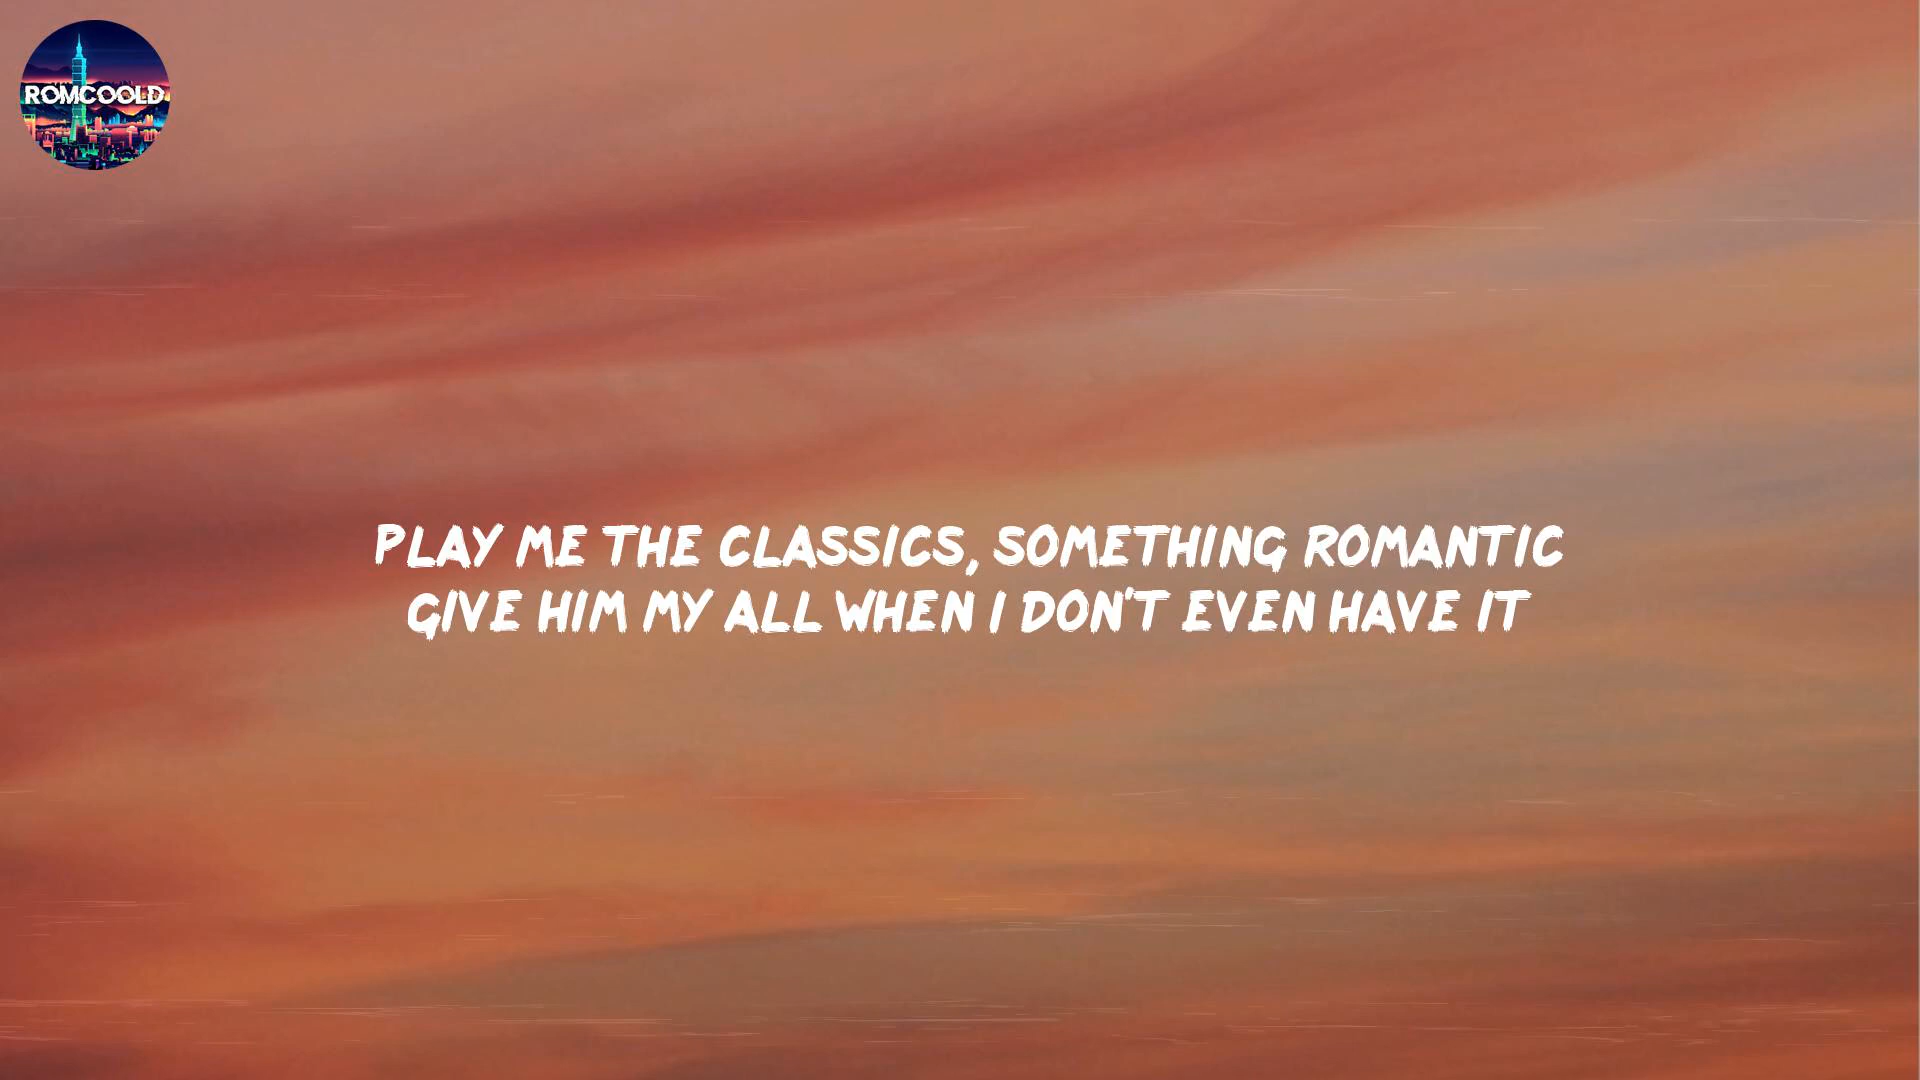 ROMCOOLD
PLAY ME THE CLASSICS, SOMETHING ROMANTIC
GIVE HIM MY ALL WHEN I DON'T EVEN HAVE IT